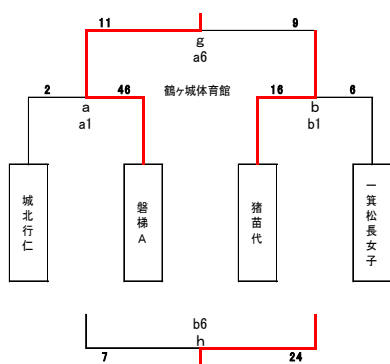 11 9
g
a6
2 46 鶴ヶ城体育館 16 6
a b
a1 b1
城北行仁
磐梯A
猪苗代
一箕松長女子
b6
h
7 24